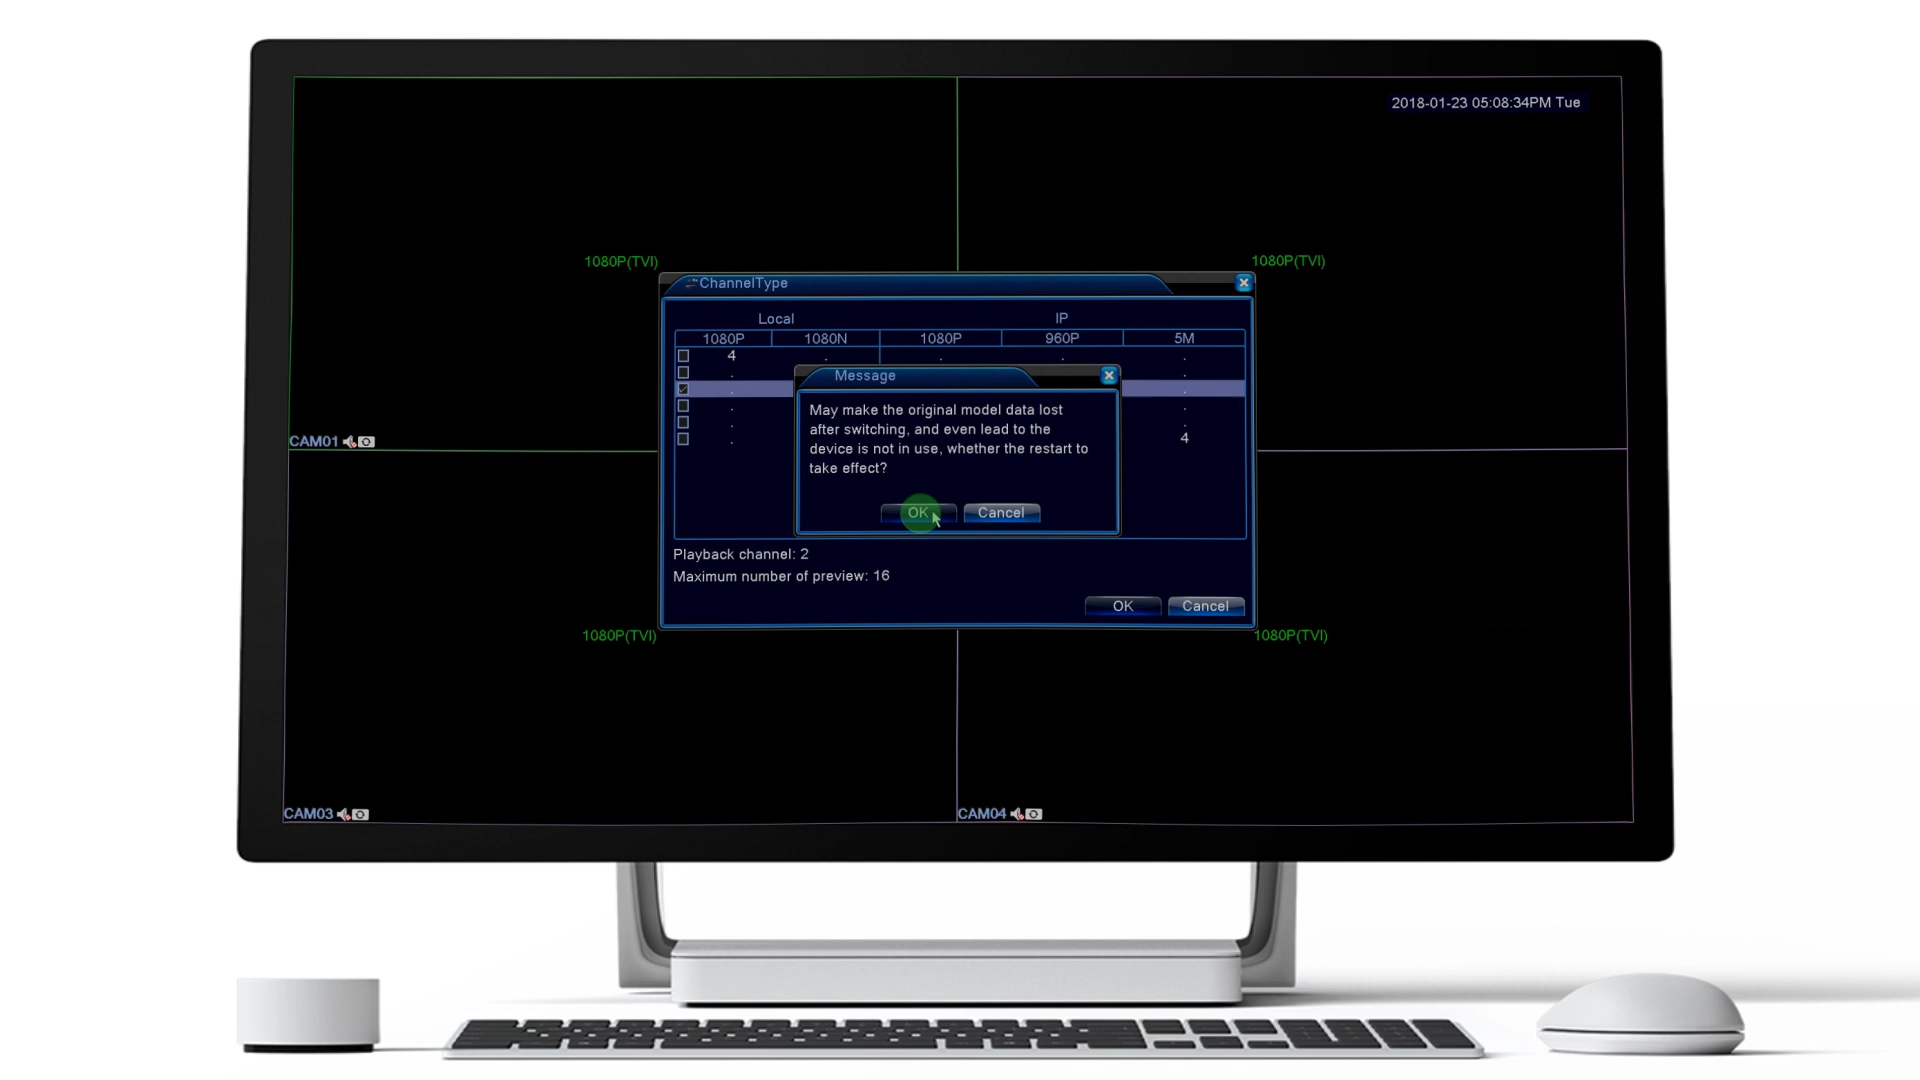 2018-01-23 05:08:34PM Tue
1080P(TVI)
1080P(TVI)
ChannelType
Local
IP
1080P
1080N
1080P
960P
5M
4
Message
May make the original model data lost
after switching, and even lead to the
device is not in use, whether the restart to
take effect?
4
CAM01
OK
Cancel
Playback channel: 2
Maximum number of preview: 16
OK
Cancel
1080P(TVI)
1080P(TVI)
CAM03
CAM04